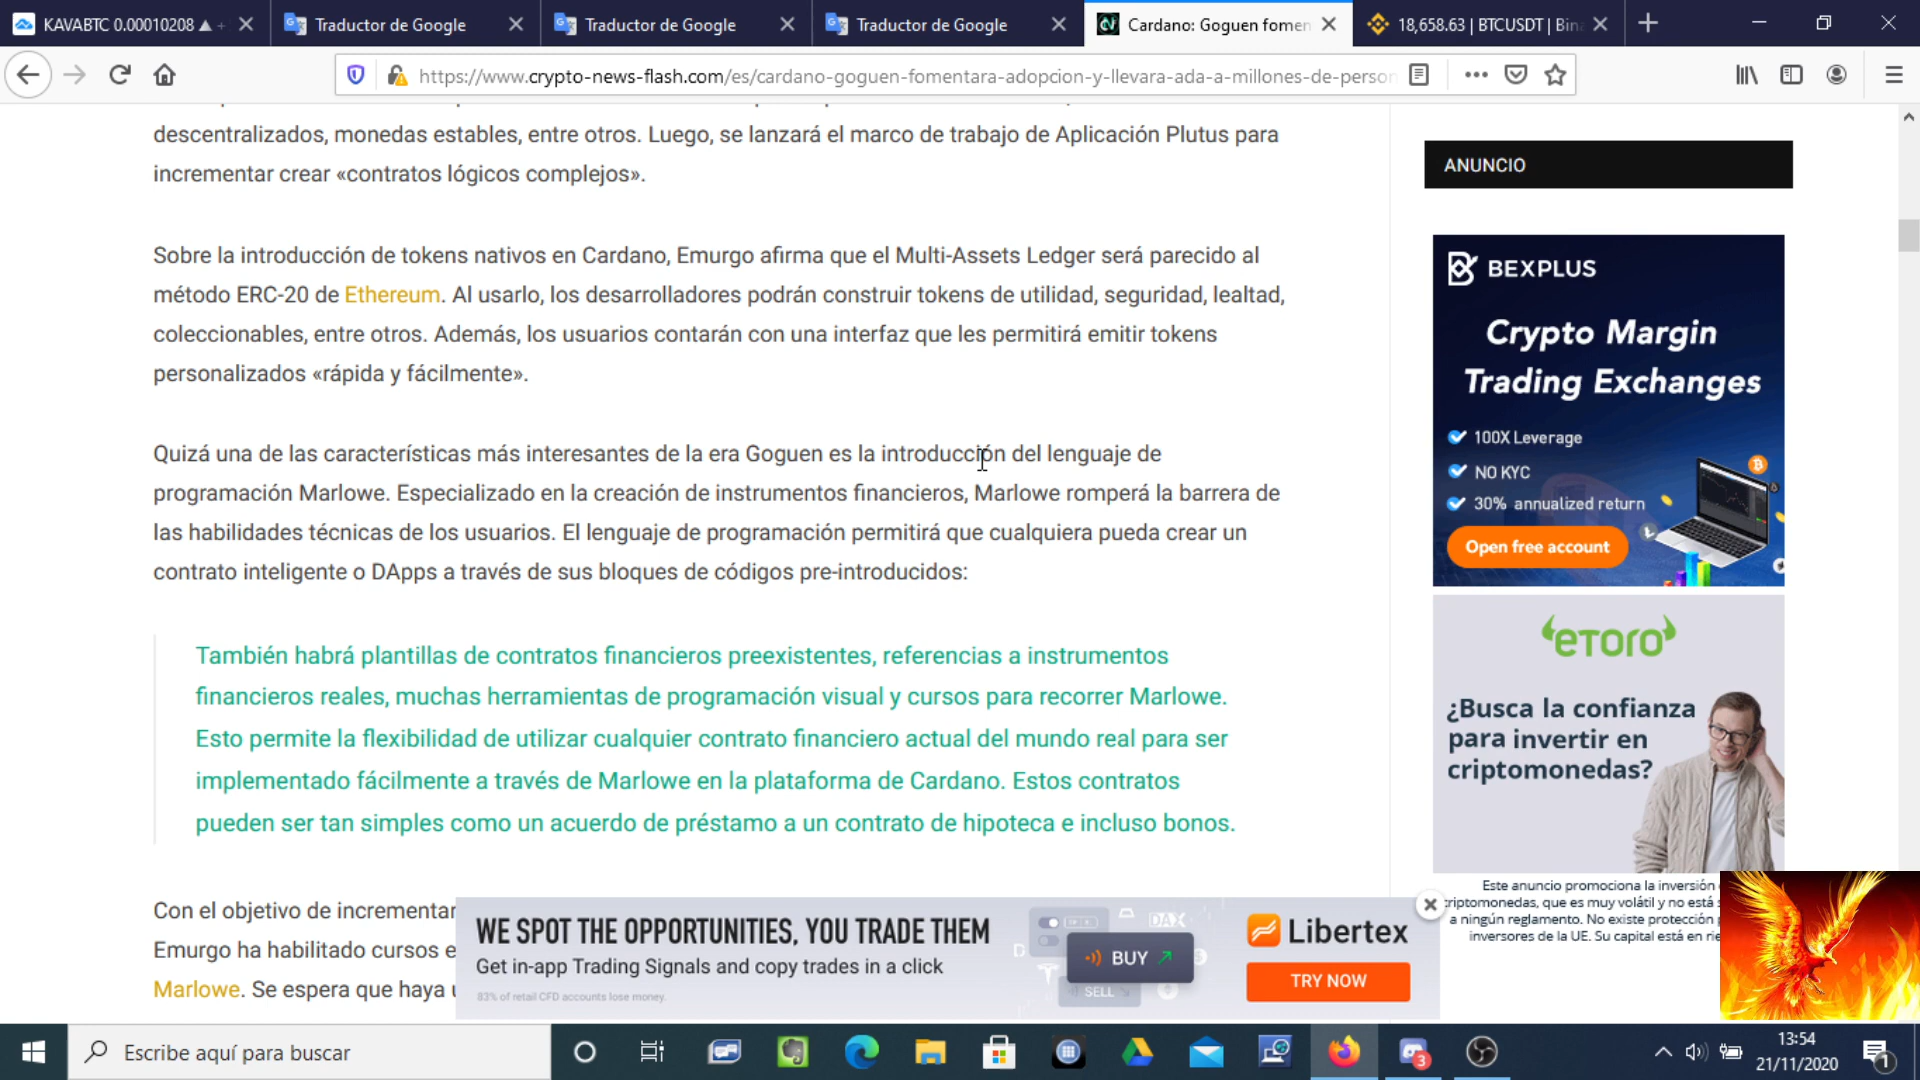 KAVABTC 0.00010208 ▲ +
Traductor de Google
Traductor de Google
Traductor de Google
Cardano: Goguen fomen
18,658.63 | BTCUSDT | Bin
https://www.crypto-news-flash.com/es/cardano-goguen-fomentara-adopcion-y-llevara-ada-a-millones-de-person
descentralizados, monedas estables, entre otros. Luego, se lanzará el marco de trabajo de Aplicación Plutus para
incrementar crear «contratos lógicos complejos».
Sobre la introducción de tokens nativos en Cardano, Emurgo afirma que el Multi-Assets Ledger será parecido al
método ERC-20 de Ethereum. Al usarlo, los desarrolladores podrán construir tokens de utilidad, seguridad, lealtad,
coleccionables, entre otros. Además, los usuarios contarán con una interfaz que les permitirá emitir tokens
personalizados «rápida y fácilmente».
Quizá una de las características más interesantes de la era Goguen es la introducción del lenguaje de
programación Marlowe. Especializado en la creación de instrumentos financieros, Marlowe romperá la barrera de
las habilidades técnicas de los usuarios. El lenguaje de programación permitirá que cualquiera pueda crear un
contrato inteligente o DApps a través de sus bloques de códigos pre-introducidos:
También habrá plantillas de contratos financieros preexistentes, referencias a instrumentos
financieros reales, muchas herramientas de programación visual y cursos para recorrer Marlowe.
Esto permite la flexibilidad de utilizar cualquier contrato financiero actual del mundo real para ser
implementado fácilmente a través de Marlowe en la plataforma de Cardano. Estos contratos
pueden ser tan simples como un acuerdo de préstamo a un contrato de hipoteca e incluso bonos.
Con el objetivo de incrementar
Emurgo ha habilitado cursos e
Marlowe. Se espera que haya
ANUNCIO
BEXPLUS
Crypto Margin
Trading Exchanges
100X Leverage
NO KYC
30% annualized return
Open free account
eTORO
¿Busca la confianza
para invertir en
criptomonedas?
Este anuncio promociona la inversión
criptomonedas, que es muy volátil y no está
a ningún reglamento. No existe protección
inversores de la UE. Su capital está en rie
WE SPOT THE OPPORTUNITIES, YOU TRADE THEM
Get in-app Trading Signals and copy trades in a click
83% of retail CFD accounts lose money.
DAX
BUY
SELL
Libertex
TRY NOW
Escribe aquí para buscar
3
13:54
21/11/2020
1